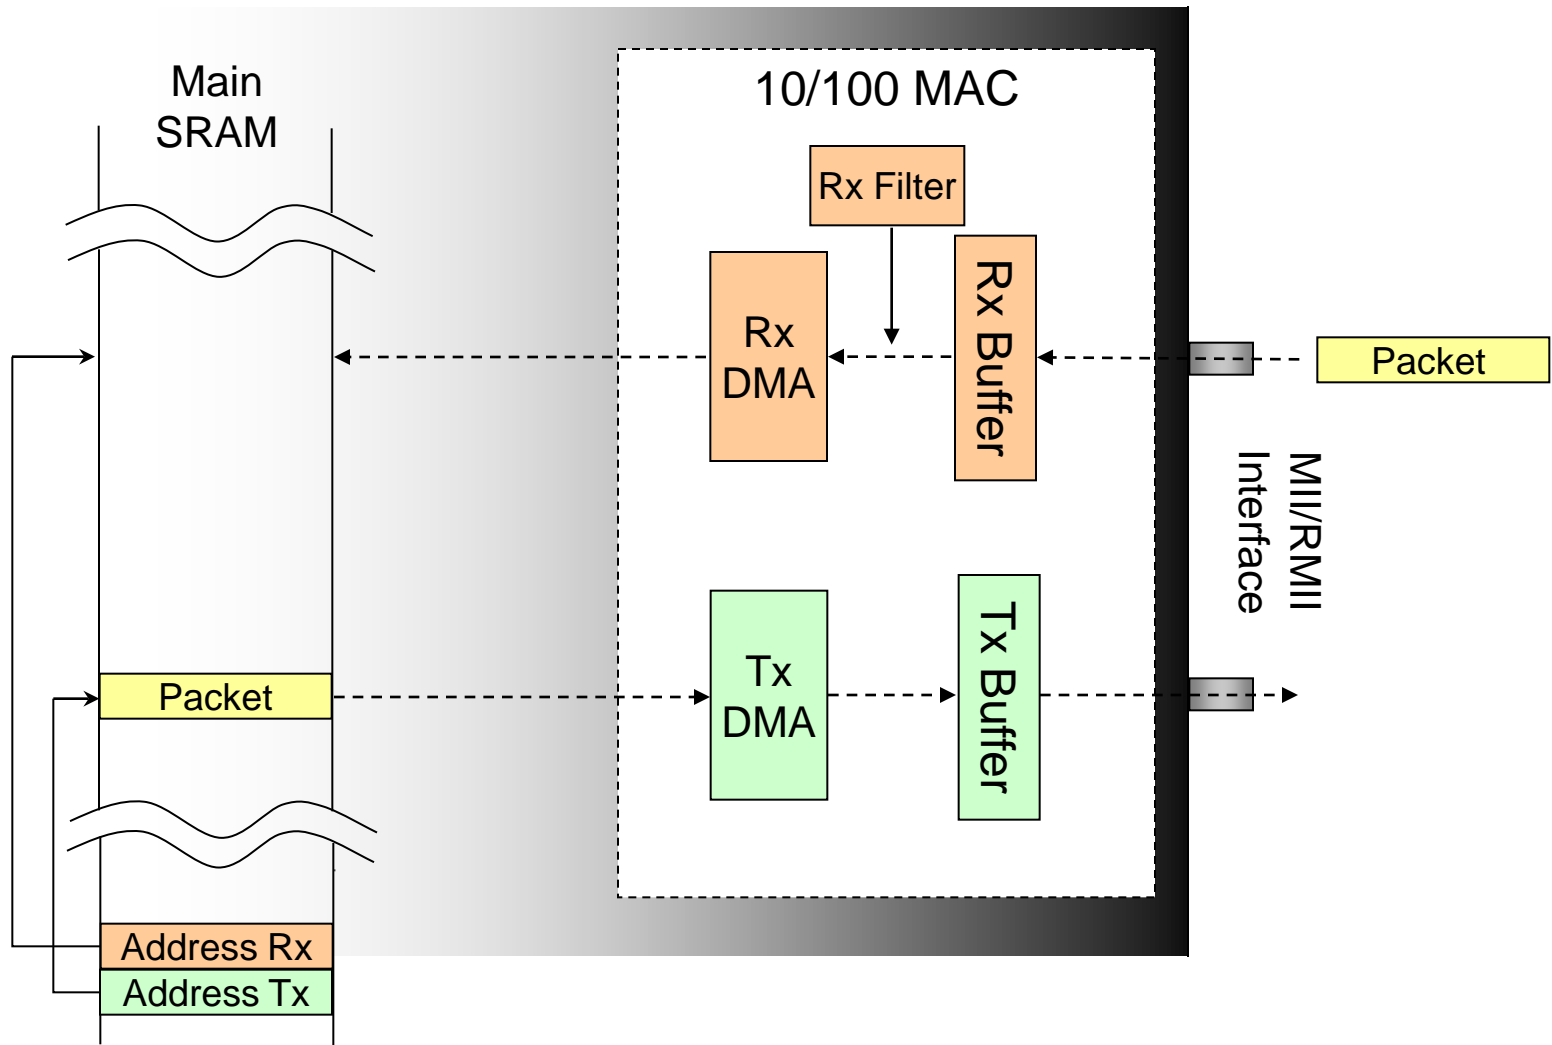 Main
SRAM
10/100 MAC
Rx Filter
Rx
DMA
Rx Buffer
Packet
MII/RMII
Interface
Packet
Tx
DMA
Tx Buffer
Address Rx
Address Tx